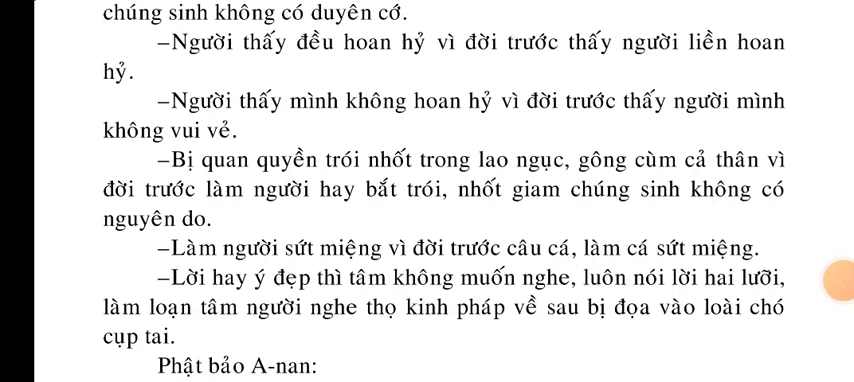 chúng sinh không có duyên cớ.
–Người thấy đều hoan hỷ vì đời trước thấy người liền hoan
hỷ.
–Người thấy mình không hoan hỷ vì đời trước thấy người mình
không vui vẻ.
–Bị quan quyền trói nhốt trong lao ngục, gông cùm cả thân vì
đời trước làm người hay bắt trói, nhốt giam chúng sinh không có
nguyên do.
–Làm người sứt miệng vì đời trước câu cá, làm cá sứt miệng.
–Lời hay ý đẹp thì tâm không muốn nghe, luôn nói lời hai lưỡi,
làm loạn tâm người nghe thọ kinh pháp về sau bị đọa vào loài chó
cụp tai.
Phật bảo A-nan: